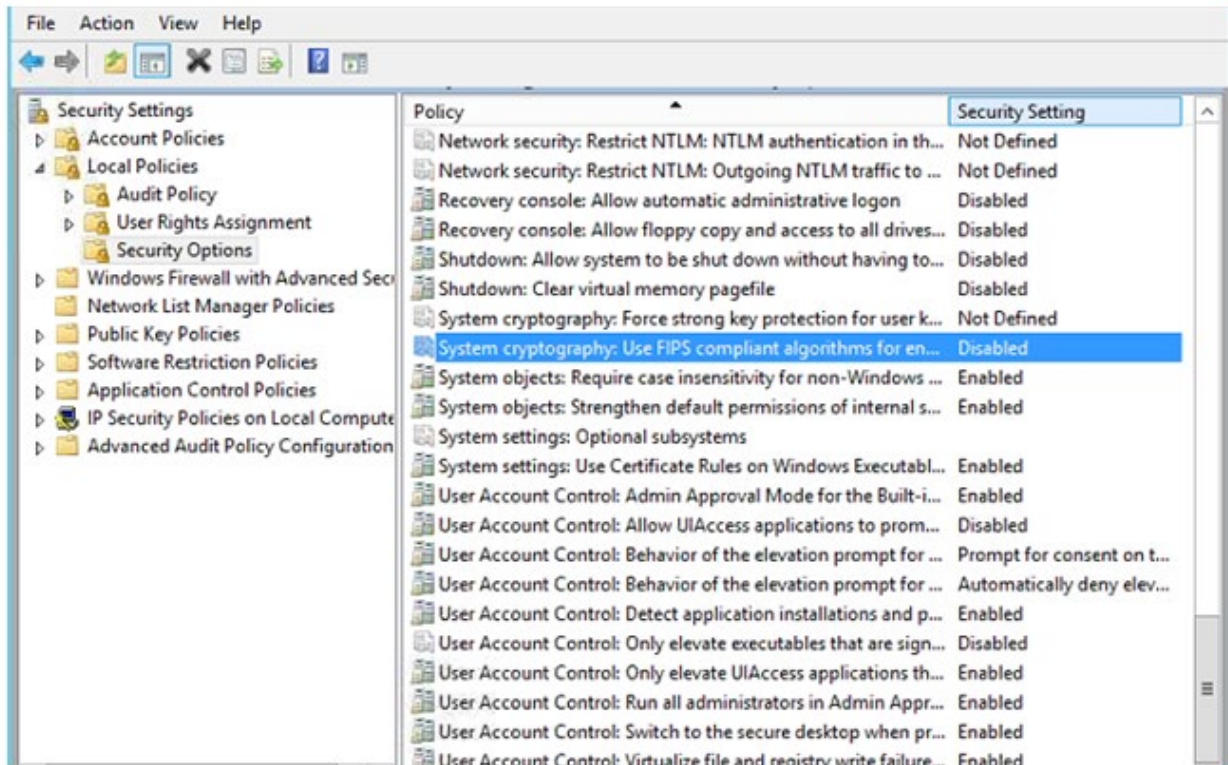 File Action View Help
Security Settings
Account Policies
Local Policies
Audit Policy
User Rights Assignment
Security Options
Windows Firewall with Advanced Secu
Network List Manager Policies
Public Key Policies
Software Restriction Policies
Application Control Policies
IP Security Policies on Local Compute
Advanced Audit Policy Configuration
Policy Security Setting
Network security: Restrict NTLM: NTLM authentication in th... Not Defined
Network security: Restrict NTLM: Outgoing NTLM traffic to ... Not Defined
Recovery console: Allow automatic administrative logon Disabled
Recovery console: Allow floppy copy and access to all drives... Disabled
Shutdown: Allow system to be shut down without having to... Disabled
Shutdown: Clear virtual memory pagefile Disabled
System cryptography: Force strong key protection for user k... Not Defined
System cryptography: Use FIPS compliant algorithms for en... Disabled
System objects: Require case insensitivity for non-Windows ... Enabled
System objects: Strengthen default permissions of internal s... Enabled
System settings: Optional subsystems
System settings: Use Certificate Rules on Windows Executabl... Enabled
User Account Control: Admin Approval Mode for the Built-i... Enabled
User Account Control: Allow UIAccess applications to prom... Disabled
User Account Control: Behavior of the elevation prompt for ... Prompt for consent on t...
User Account Control: Behavior of the elevation prompt for ... Automatically deny elev...
User Account Control: Detect application installations and p... Enabled
User Account Control: Only elevate executables that are sign... Disabled
User Account Control: Only elevate UIAccess applications th... Enabled
User Account Control: Run all administrators in Admin Appr... Enabled
User Account Control: Switch to the secure desktop when pr... Enabled
User Account Control: Virtualize file and registry write failure... Enabled